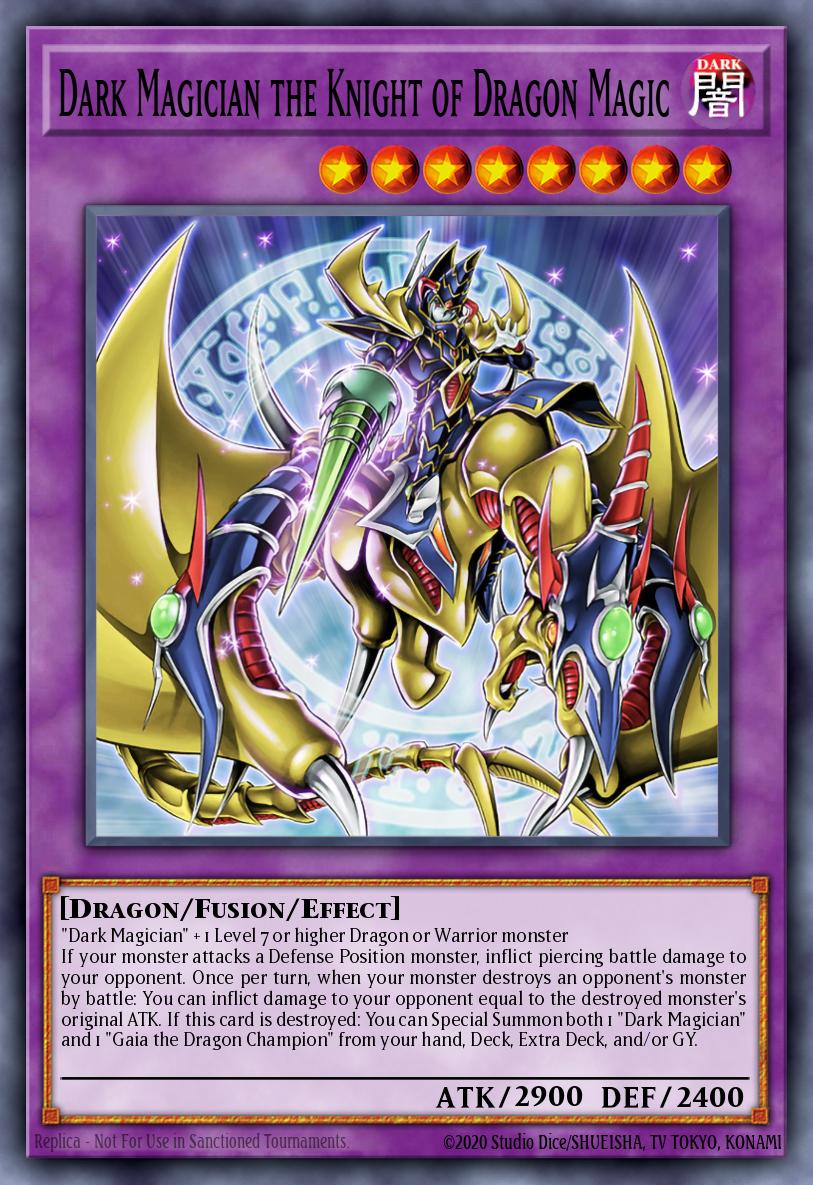 Dark Magician the Knight of Dragon Magic
DARK
闇
[Dragon/Fusion/Effect]
"Dark Magician" + 1 Level 7 or higher Dragon or Warrior monster
If your monster attacks a Defense Position monster, inflict piercing battle damage to
your opponent. Once per turn, when your monster destroys an opponent's monster
by battle: You can inflict damage to your opponent equal to the destroyed monster's
original ATK. If this card is destroyed: You can Special Summon both 1 "Dark Magician"
and 1 "Gaia the Dragon Champion" from your hand, Deck, Extra Deck, and/or GY.
ATK/2900 DEF/2400
Replica - Not For Use in Sanctioned Tournaments.
©2020 Studio Dice/SHUEISHA, TV TOKYO, KONAMI